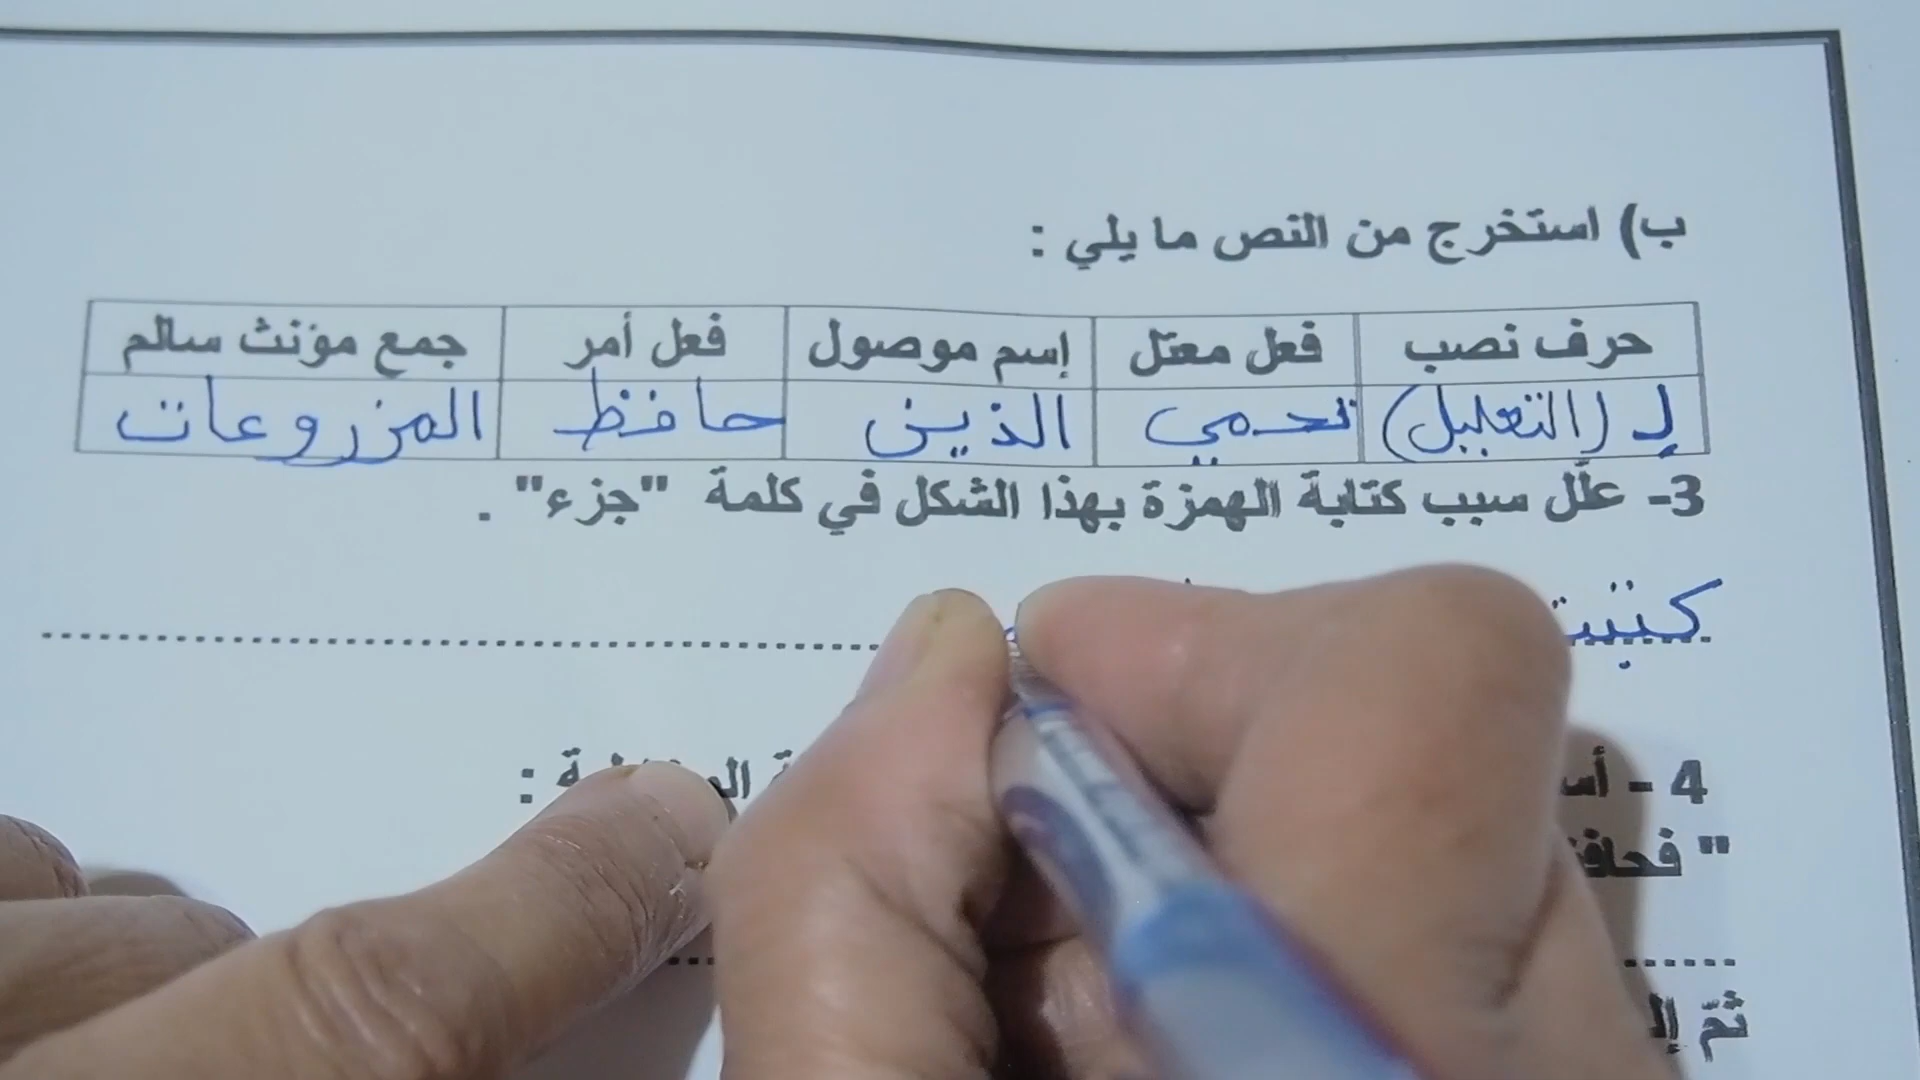 ب) استخرج من النص ما يلي :
حرف نصب فعل معتل إسم موصول فعل أمر جمع مؤنث سالم
لِـ (التعليل) تحمي الذين حافظ المزروعات
3- علّل سبب كتابة الهمزة بهذا الشكل في كلمة "جزء" .
كتبت
4 - :
" فحافظ
ثمّ